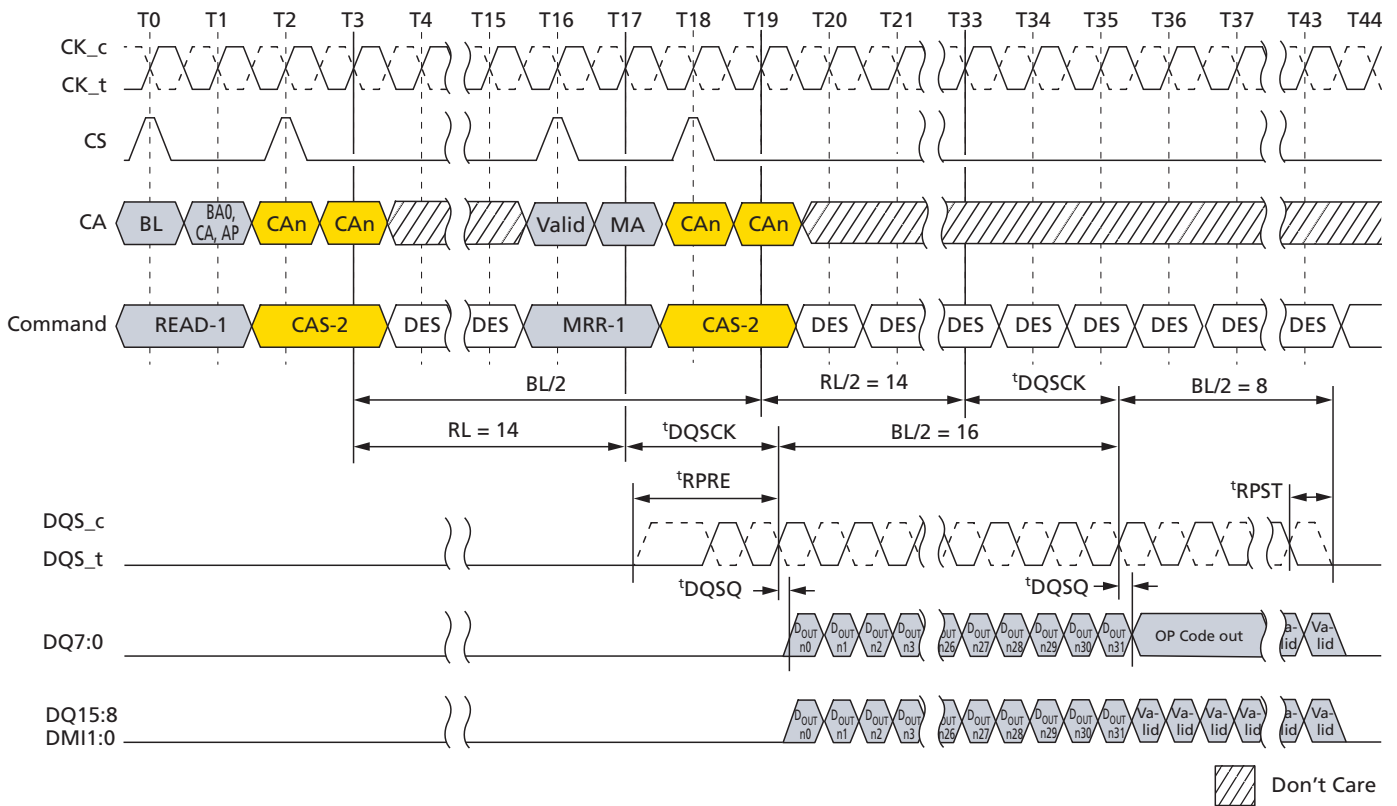 T0 T1 T2 T3 T4 T15 T16 T17 T18 T19 T20 T21 T33 T34 T35 T36 T37 T43 T44
CK_c
CK_t
CS
CA BL BA0, CA, AP CAn CAn Valid MA CAn CAn
Command READ-1 CAS-2 DES DES MRR-1 CAS-2 DES DES DES DES DES DES DES DES
BL/2 RL/2 = 14 tDQSCK BL/2 = 8
RL = 14 tDQSCK BL/2 = 16
tRPRE tRPST
DQS_c
DQS_t
tDQSQ tDQSQ
DQ7:0 DOUT n0 DOUT n1 DOUT n2 DOUT n3 DOUT n26 DOUT n27 DOUT n28 DOUT n29 DOUT n30 DOUT n31 OP Code out a-lid Va-lid
DQ15:8
DMI1:0 DOUT n0 DOUT n1 DOUT n2 DOUT n3 DOUT n26 DOUT n27 DOUT n28 DOUT n29 DOUT n30 DOUT n31 Va-lid Va-lid Va-lid Va-lid a-lid Va-lid
Don't Care